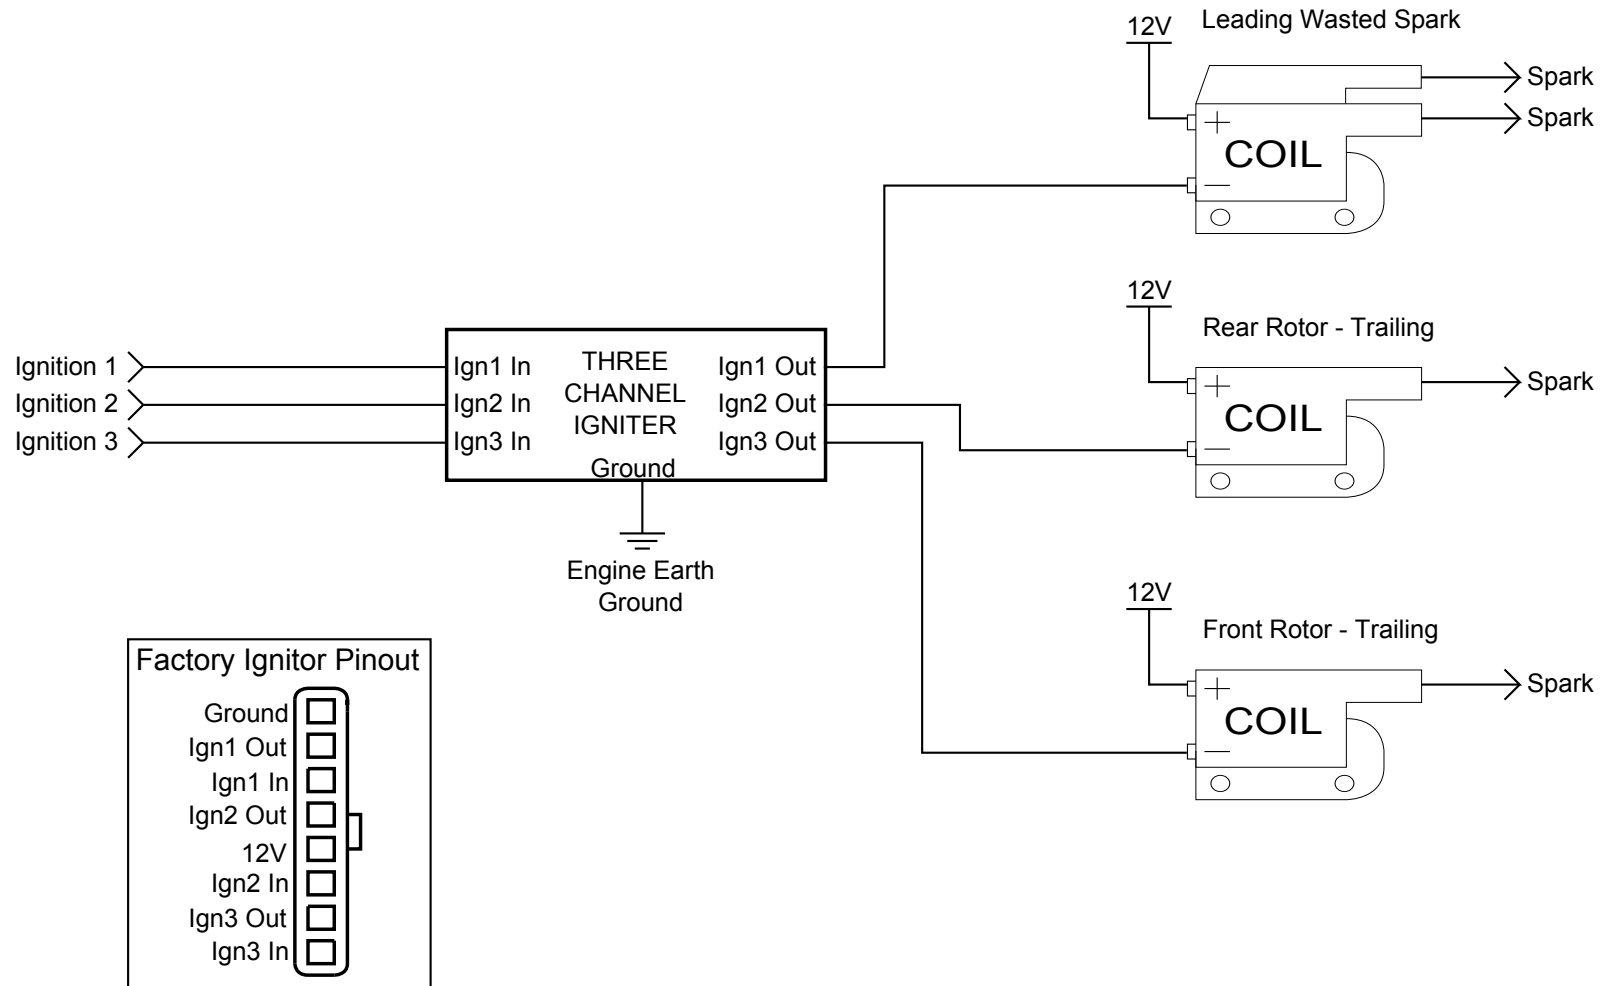 12V
Leading Wasted Spark
Spark
Spark
+
COIL
—
12V
Rear Rotor - Trailing
Spark
+
COIL
—
Ignition 1
Ignition 2
Ignition 3
Ign1 In
Ign2 In
Ign3 In
THREE
CHANNEL
IGNITER
Ground
Ign1 Out
Ign2 Out
Ign3 Out
Engine Earth
Ground
12V
Front Rotor - Trailing
Spark
+
COIL
—
Factory Ignitor Pinout
Ground
Ign1 Out
Ign1 In
Ign2 Out
12V
Ign2 In
Ign3 Out
Ign3 In